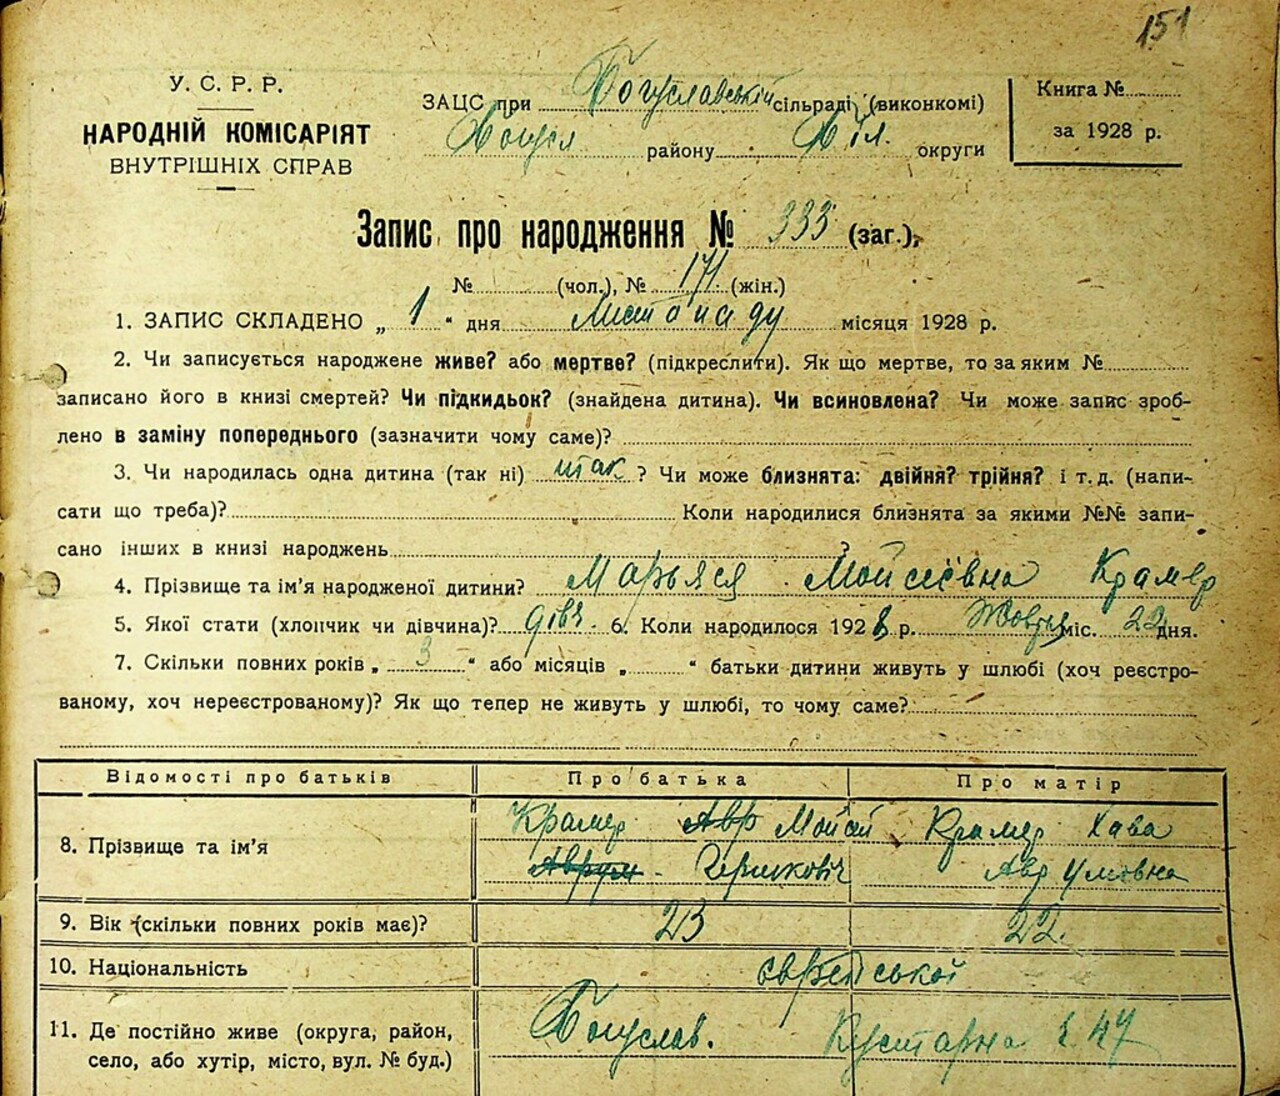 151
У. С. Р. Р.
НАРОДНІЙ КОМІСАРІЯТ
ВНУТРІШНІХ СПРАВ
ЗАЦС при Богуславській сільраді (виконкомі)
Богусл району Біл. округи
Книга №
за 1928 р.
Запис про народження № 333 (заг.),
№ (чол.), № 171 (жін.)
1. ЗАПИС СКЛАДЕНО „ 1 “ дня Листопаду місяця 1928 р.
2. Чи записується народжене живе? або мертве? (підкреслити). Як що мертве, то за яким №
записано його в книзі смертей? Чи підкидьок? (знайдена дитина). Чи всиновлена? Чи може запис зроб-
лено в заміну попереднього (зазначити чому саме)?
3. Чи народилась одна дитина (так ні) так ? Чи може близнята: двійня? трійня? і т. д. (напи-
сати що треба)? Коли народилися близнята за якими №№ запи-
сано інших в книзі народжень ?
4. Прізвище та ім’я народженої дитини? Марьяся Мойсеївна Крамер
5. Якої стати (хлопчик чи дівчина)? дівч. 6. Коли народилося 1928 р. Жовтня міс. 22 дня.
7. Скільки повних років „ 3 “ або місяців „ “ батьки дитини живуть у шлюбі (хоч реєстро-
ваному, хоч нереєстрованому)? Як що тепер не живуть у шлюбі, то чому саме?
Відомості про батьків Про батька Про матір
8. Прізвище та ім’я
Крамер Авр Мойсей Крамер Хава
Аврум - Гершкович Аврумовна
9. Вік (скільки повних років має)? 23 22.
10. Національність єврейської
11. Де постійно живе (округа, район,
село, або хутір, місто, вул. № буд.)
Богуслав. Кустарна 47